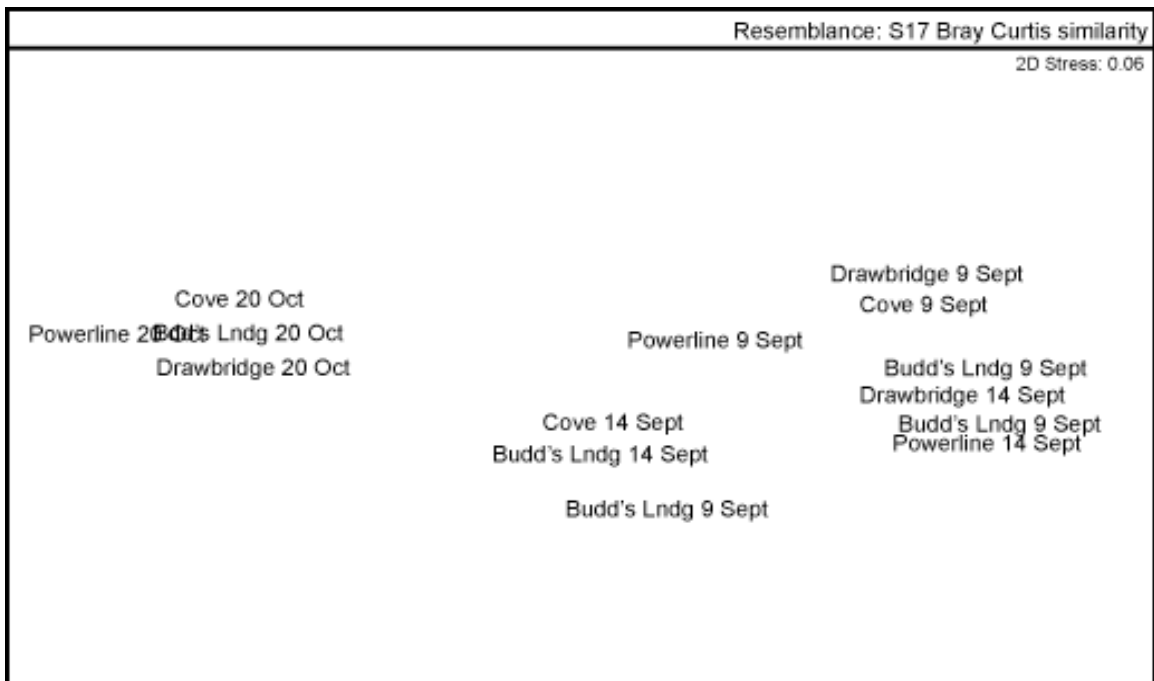 Resemblance: S17 Bray Curtis similarity
2D Stress: 0.06
Drawbridge 9 Sept
Cove 20 Oct
Cove 9 Sept
Powerline 20 Oct
Budd's Lndg 20 Oct
Powerline 9 Sept
Drawbridge 20 Oct
Budd's Lndg 9 Sept
Drawbridge 14 Sept
Cove 14 Sept
Budd's Lndg 9 Sept
Powerline 14 Sept
Budd's Lndg 14 Sept
Budd's Lndg 9 Sept